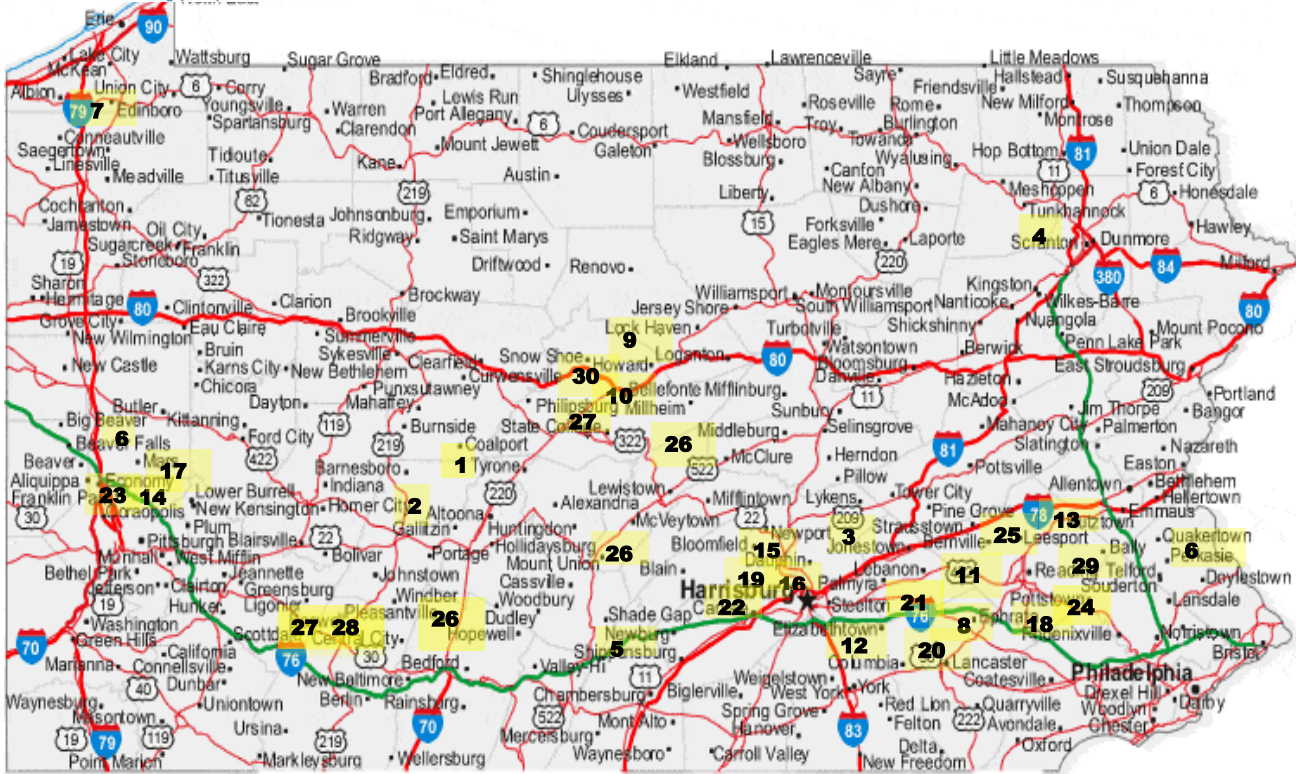 Erie
90
Lake City
McKean
Wattsburg
Sugar Grove
Elkland
Lawrenceville
Little Meadows
Albion
Union City
6
Corry
Bradford
Eldred
Shinglehouse
Ulysses
Westfield
Sayre
Friendsville
Hallstead
Susquehanna
79
7
Edinboro
Youngsville
Spartansburg
Warren
Lewis Run
Port Allegany
6
Coudersport
Mansfield
Roseville
Rome
New Milford
Thompson
Conneautville
Clarendon
Mount Jewett
Galeton
Wellsboro
Troy
Burlington
Montrose
Saegertown
Linesville
Tidioute
Kane
Blossburg
Towanda
Wyalusing
Hop Bottom
81
Union Dale
Meadville
Titusville
Austin
Canton
11
Forest City
62
219
Liberty
New Albany
Meshoppen
6
Honesdale
Cochranton
Jamestown
Oil City
Tionesta
Johnsonburg
Emporium
15
Dushore
Forksville
Tunkhannock
4
Hawley
Sugarcreek
Franklin
Ridgway
Saint Marys
Eagles Mere
Laporte
Scranton
Dunmore
19
Stoneboro
322
Driftwood
Renovo
220
380
84
Milford
Sharon
Hermitage
80
Clintonville
Clarion
Brockway
Williamsport
Montoursville
Kingston
Nanticoke
Wilkes-Barre
80
Grove City
New Wilmington
Eau Claire
Brookville
Summerville
Jersey Shore
South Williamsport
Shickshinny
Nuangola
Mount Pocono
Lock Haven
9
Turbotville
Penn Lake Park
New Castle
Bruin
Karns City
Chicora
Sykesville
New Bethlehem
Clearfield
Curwensville
Snow Shoe
Howard
Loganton
80
Watsontown
Bloomsburg
Danville
Berwick
East Stroudsburg
30
Punxsutawney
10
Bellefonte
Mifflinburg
11
Hazleton
McAdoo
209
Portland
Butler
Kittanning
Dayton
Mahaffey
Philipsburg
Millheim
Sunbury
Jim Thorpe
Bangor
Big Beaver
6
Beaver Falls
Ford City
119
Burnside
State College
27
322
26
Middleburg
Selinsgrove
Mahanoy City
Palmerton
Slatington
Nazareth
Beaver
Mars
17
422
219
Coalport
1
Tyrone
522
McClure
Herndon
81
Pottsville
Easton
Aliquippa
Economy
Barnesboro
Indiana
Pillow
Allentown
Bethlehem
Franklin Pa
23
14
Coraopolis
Lower Burrell
New Kensington
Homer City
2
220
Lewistown
Alexandria
Mifflintown
Lykens
Tower City
Pine Grove
78
13
Hellertown
Emmaus
30
Plum
Gallitzin
Altoona
McVeytown
22
Newport
209
3
Jonestown
Strausstown
Bernville
25
Leesport
Kutztown
Pittsburgh
Blairsville
22
Huntingdon
Hollidaysburg
Mount Union
26
Bloomfield
15
Dauphin
Bally
Quakertown
6
Perkasie
Munhall
West Mifflin
Bolivar
Portage
Blain
Lebanon
Telford
Bethel Park
Jefferson
Clairton
Jeannette
Greensburg
Johnstown
Cassville
Harrisburg
19
16
Palmyra
422
11
Reading
29
Souderton
Doylestown
19
Hunker
Ligonier
Windber
Woodbury
22
Steelton
21
76
Pottstown
24
Lansdale
Washington
Green Hills
27
28
Pleasantville
26
Dudley
Shade Gap
Elizabethtown
8
Ephrata
18
Phoenixville
Norristown
70
Scottdale
Central City
Hopewell
Newburg
5
Shippensburg
12
20
Bristol
California
Connellsville
76
30
Columbia
Lancaster
Marianna
Dunbar
New Baltimore
Bedford
Valley-Hi
11
Weigelstown
Coatesville
Philadelphia
40
Berlin
Rainsburg
Chambersburg
Biglerville
West York
York
Drexel Hill
Waynesburg
Masontown
Uniontown
Spring Grove
Red Lion
Quarryville
Woodlyn
Darby
19
79
119
Ursina
219
70
522
Mont Alto
Hanover
83
Felton
222
Avondale
Chester
Mercersburg
Point Marion
Markleysburg
Wellersburg
Waynesboro
Carroll Valley
Delta
New Freedom
Oxford